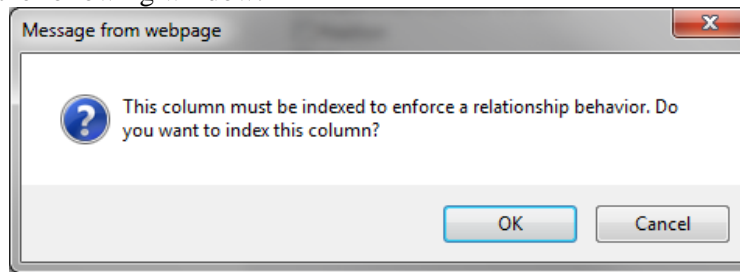 Message from webpage
This column must be indexed to enforce a relationship behavior. Do
you want to index this column?
OK
Cancel